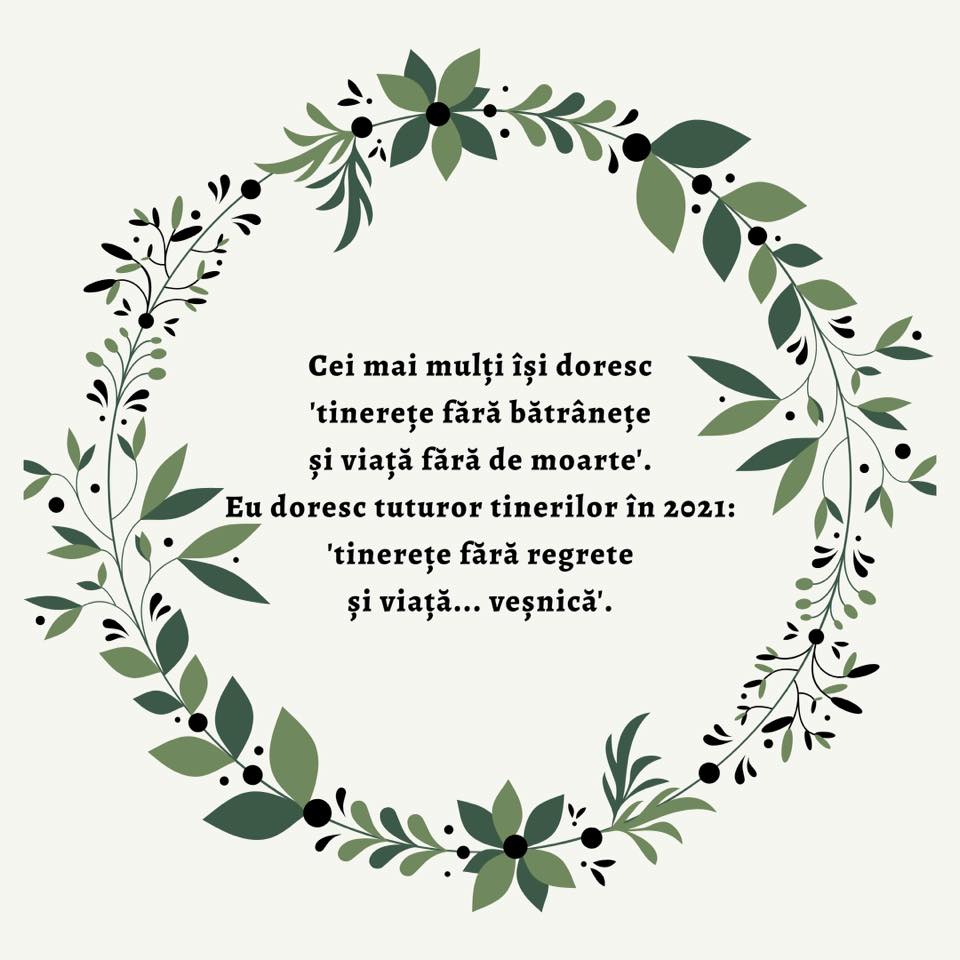 Cei mai mulți își doresc
'tinerețe fără bătrânețe
și viață fără de moarte'.
Eu doresc tuturor tinerilor în 2021:
'tinerețe fără regrete
și viață... veșnică'.